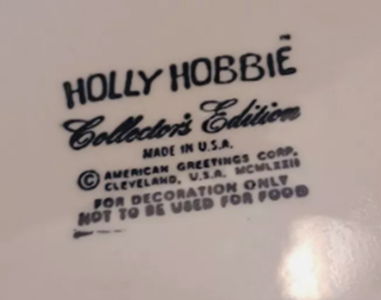 HOLLY HOBBIE™
Collector's Edition
MADE IN U.S.A.
© AMERICAN GREETINGS CORP.
CLEVELAND, U.S.A. MCMLXXII
FOR DECORATION ONLY
NOT TO BE USED FOR FOOD